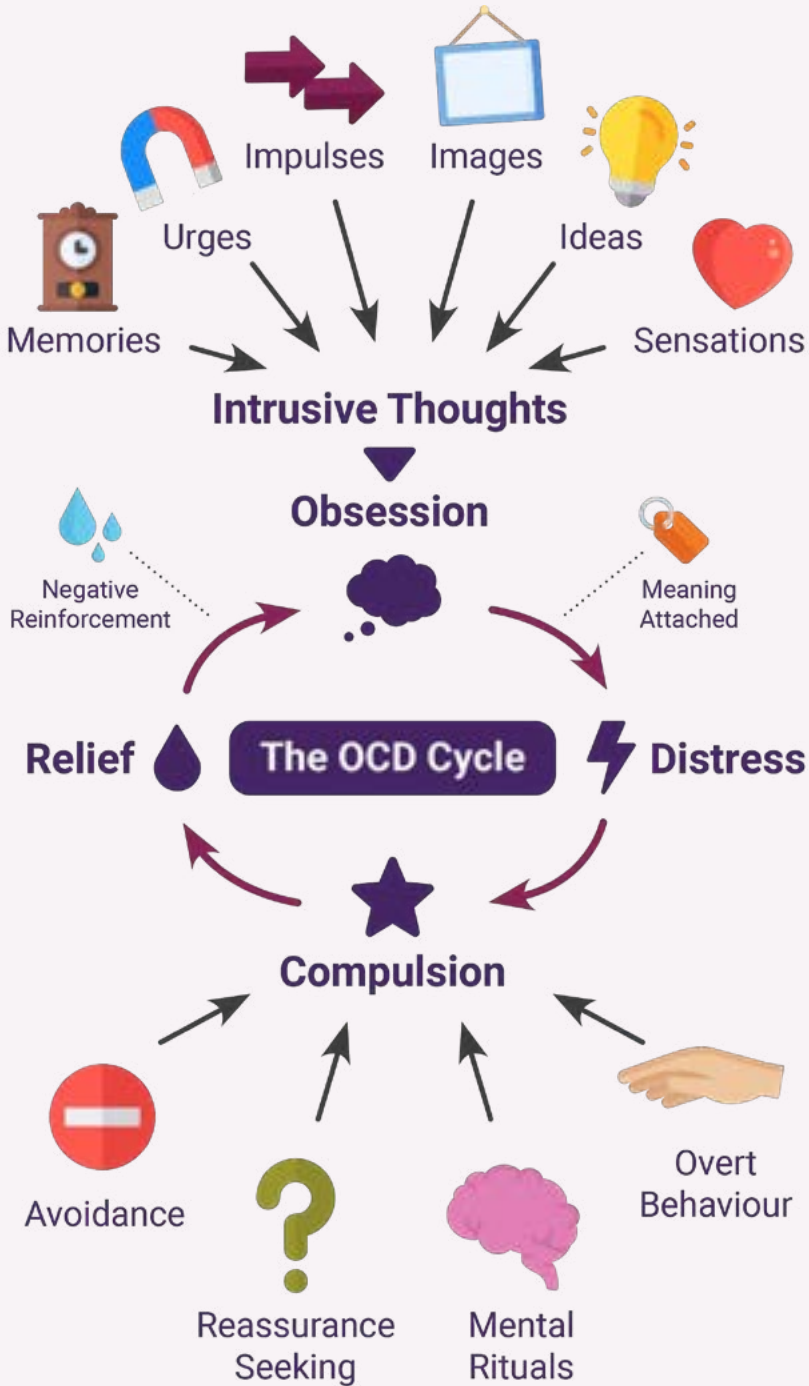 Impulses
Images
Urges
Ideas
Memories
Sensations
Intrusive Thoughts
Obsession
Negative
Reinforcement
Meaning
Attached
Relief
The OCD Cycle
Distress
Compulsion
Avoidance
Reassurance
Seeking
Mental
Rituals
Overt
Behaviour